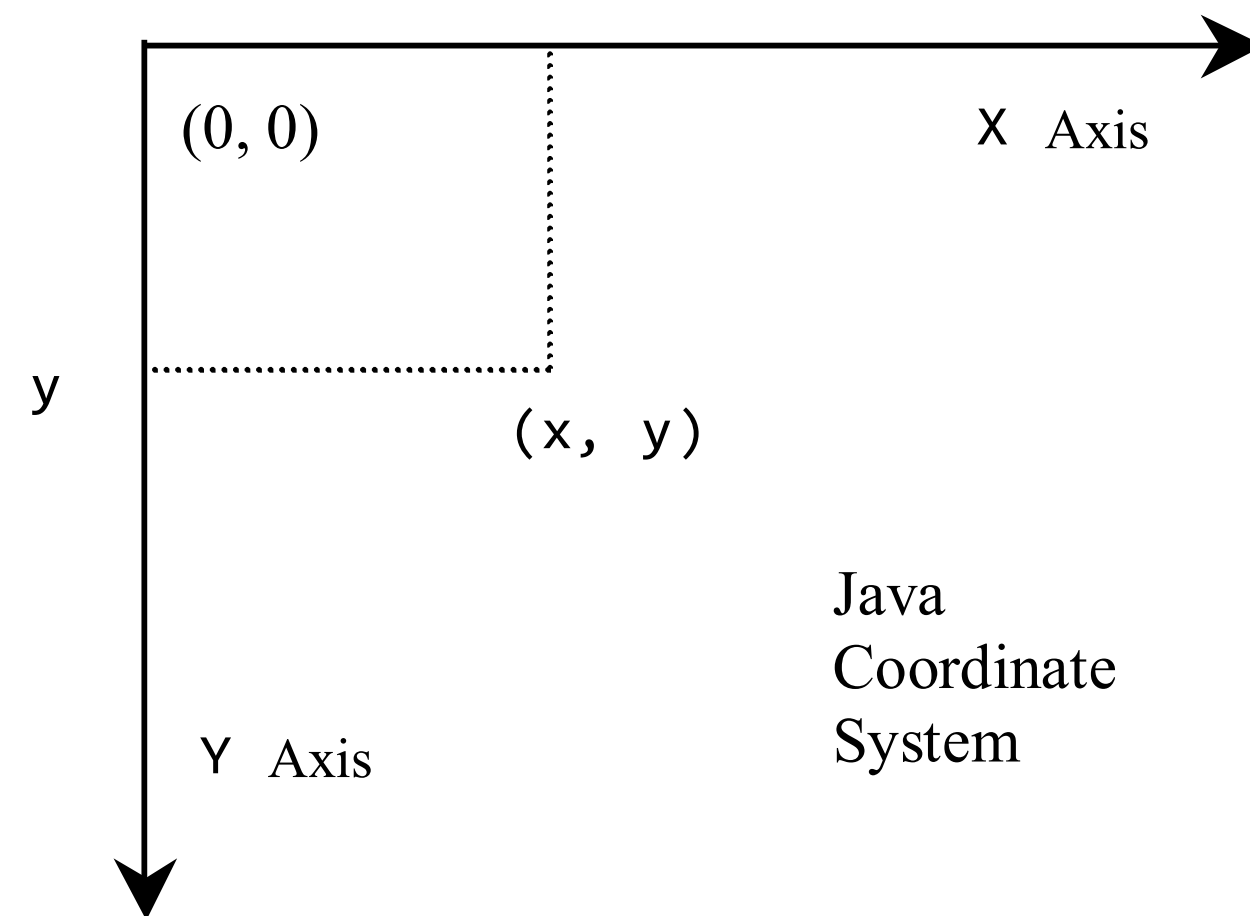 (0, 0)
X Axis
y
(x, y)
Java
Coordinate
System
Y Axis